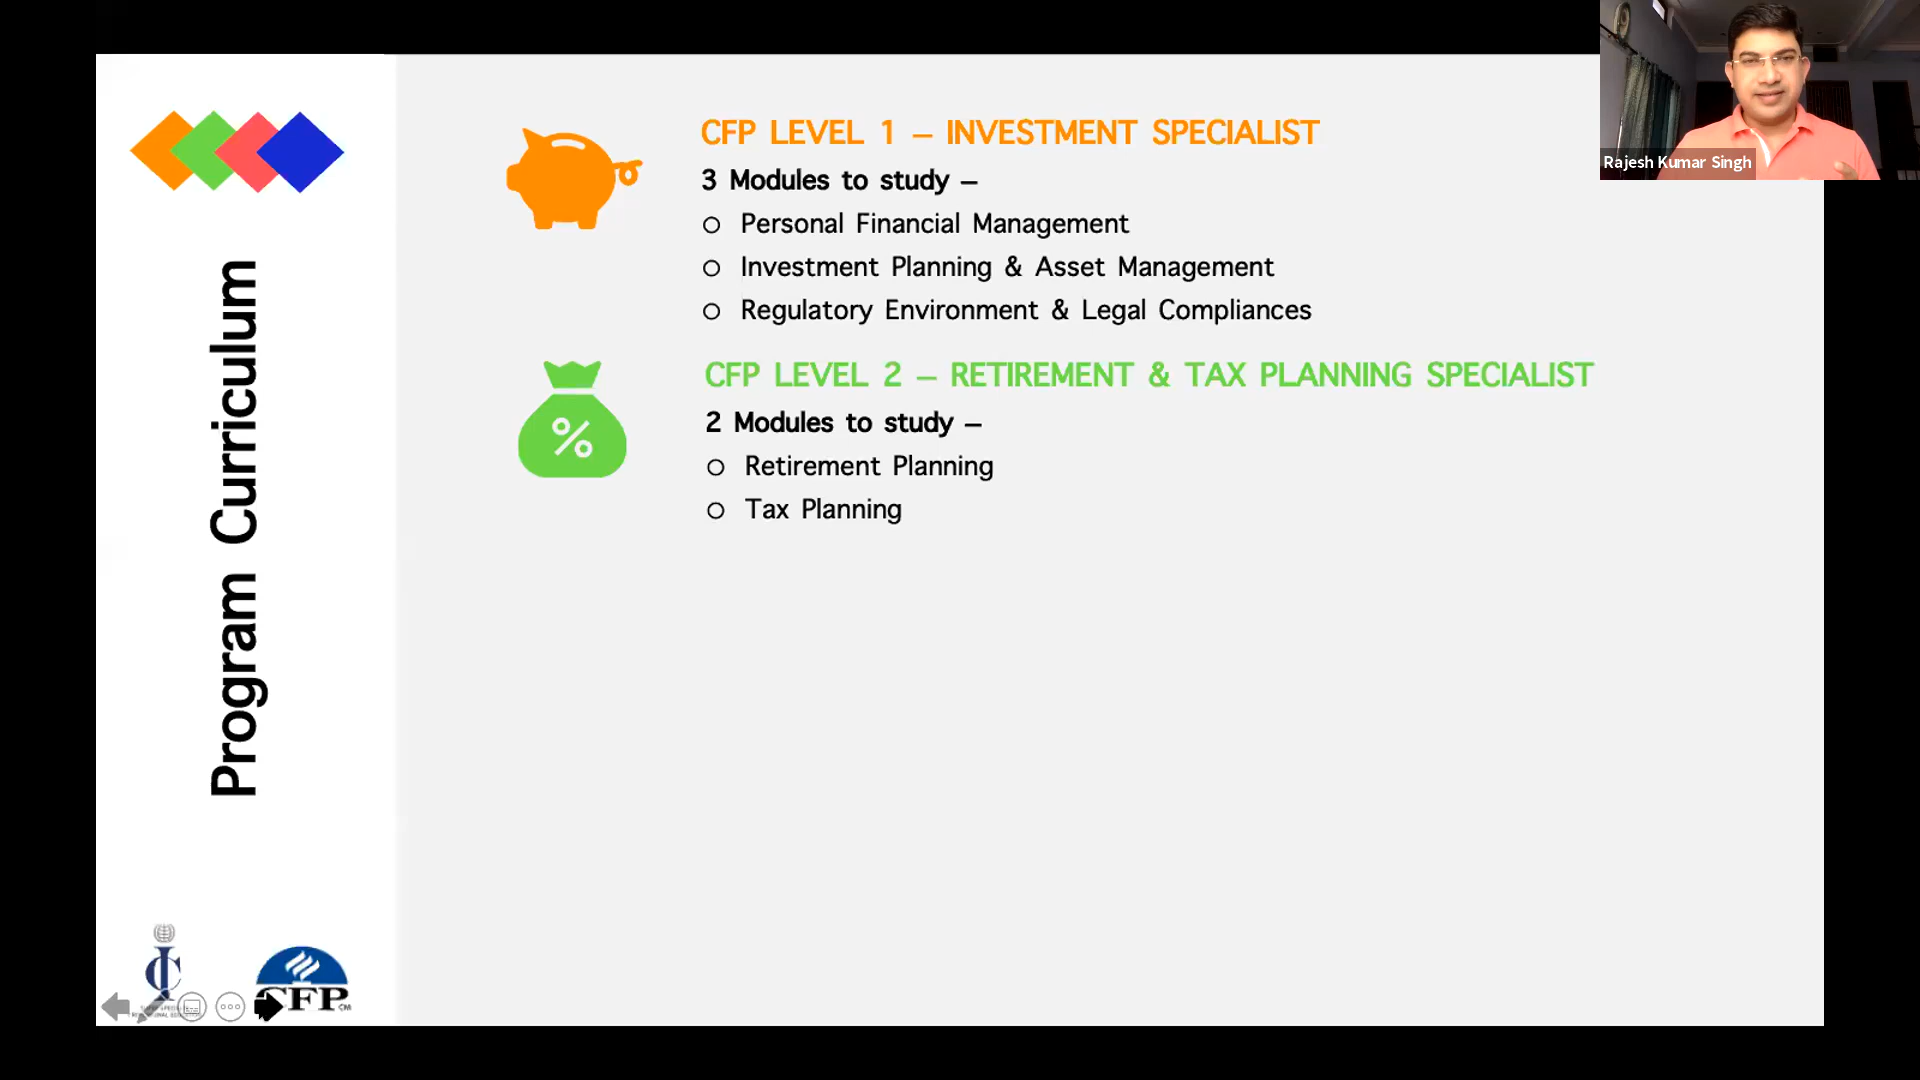 Rajesh Kumar Singh
Program Curriculum
CFP LEVEL 1 – INVESTMENT SPECIALIST
3 Modules to study –
Personal Financial Management
Investment Planning & Asset Management
Regulatory Environment & Legal Compliances
CFP LEVEL 2 – RETIREMENT & TAX PLANNING SPECIALIST
%
2 Modules to study –
Retirement Planning
Tax Planning
CFP